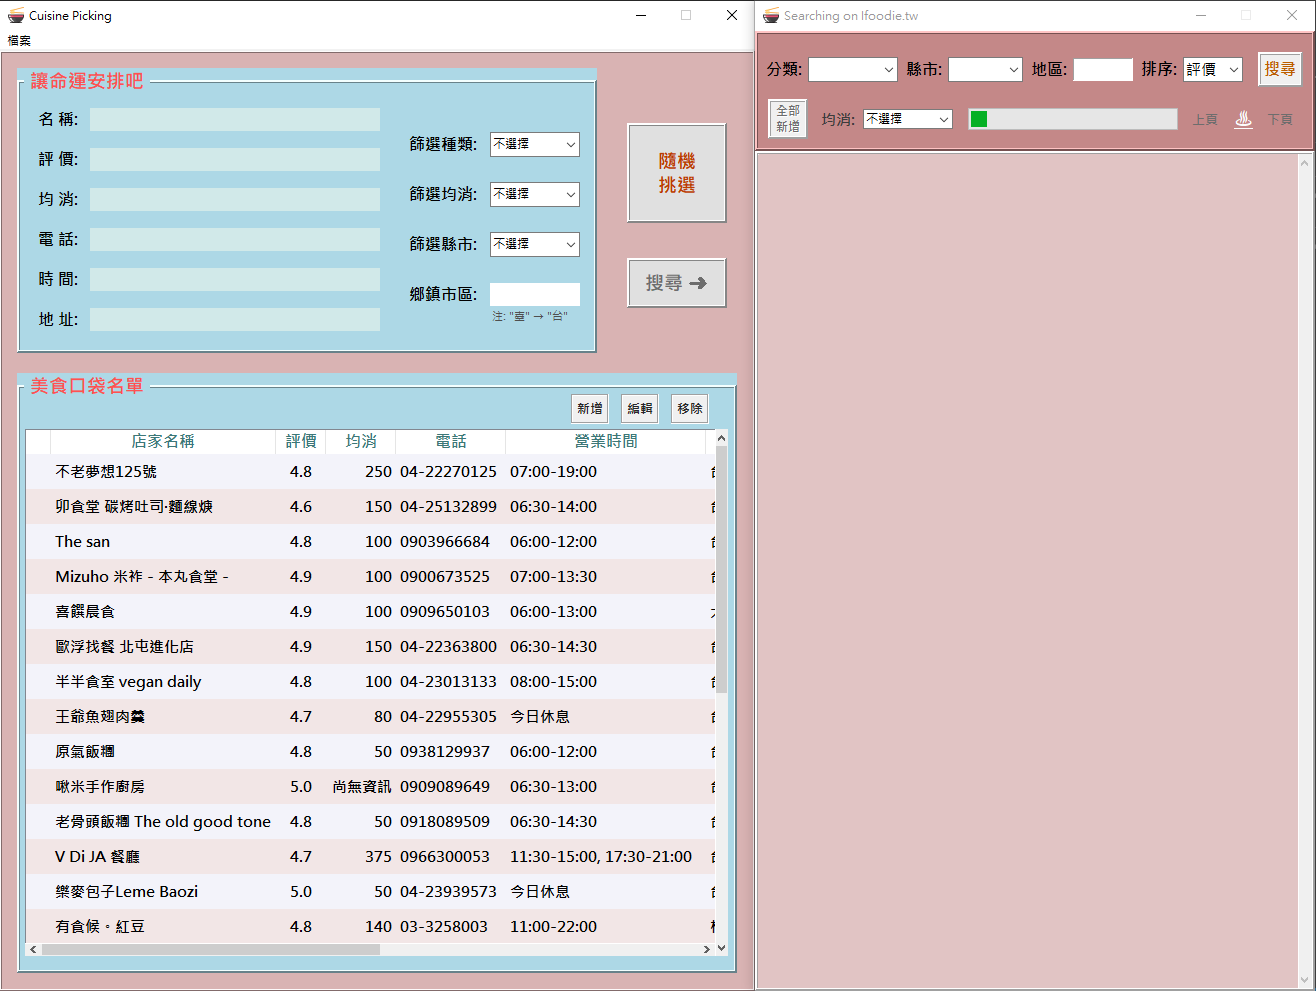 Cuisine Picking
檔案
讓命運安排吧
名 稱:
評 價:
均 消:
電 話:
時 間:
地 址:
篩選種類: 不選擇
篩選均消: 不選擇
篩選縣市: 不選擇
鄉鎮市區:
注: "臺" → "台"
隨機
挑選
搜尋 ➜
美食口袋名單
新增 編輯 移除
店家名稱 評價 均消 電話 營業時間
不老夢想125號 4.8 250 04-22270125 07:00-19:00
卯食堂 碳烤吐司·麵線焿 4.6 150 04-25132899 06:30-14:00
The san 4.8 100 0903966684 06:00-12:00
Mizuho 米祚 - 本丸食堂 - 4.9 100 0900673525 07:00-13:30
喜饌晨食 4.9 100 0909650103 06:00-13:00
歐浮找餐 北屯進化店 4.9 150 04-22363800 06:30-14:30
半半食室 vegan daily 4.8 100 04-23013133 08:00-15:00
王爺魚翅肉羹 4.7 80 04-22955305 今日休息
原氣飯糰 4.8 50 0938129937 06:00-12:00
啾米手作廚房 5.0 尚無資訊 0909089649 06:30-13:00
老骨頭飯糰 The old good tone 4.8 50 0918089509 06:30-14:30
V Di JA 餐廳 4.7 375 0966300053 11:30-15:00, 17:30-21:00
樂麥包子Leme Baozi 5.0 50 04-23939573 今日休息
有食候。紅豆 4.8 140 03-3258003 11:00-22:00
Searching on Ifoodie.tw
分類: 縣市: 地區: 排序: 評價 搜尋
全部
新增
均消: 不選擇 上頁 ♨ 下頁